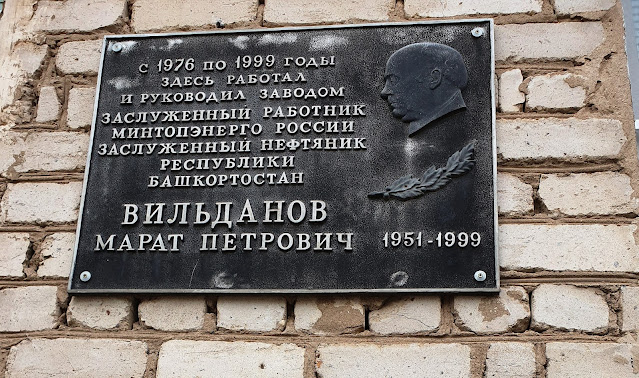 С 1976 ПО 1999 ГОДЫ
ЗДЕСЬ РАБОТАЛ
И РУКОВОДИЛ ЗАВОДОМ
ЗАСЛУЖЕННЫЙ РАБОТНИК
МИНТОПЭНЕРГО РОССИИ
ЗАСЛУЖЕННЫЙ НЕФТЯНИК
РЕСПУБЛИКИ
БАШКОРТОСТАН
ВИЛЬДАНОВ
МАРАТ ПЕТРОВИЧ 1951-1999